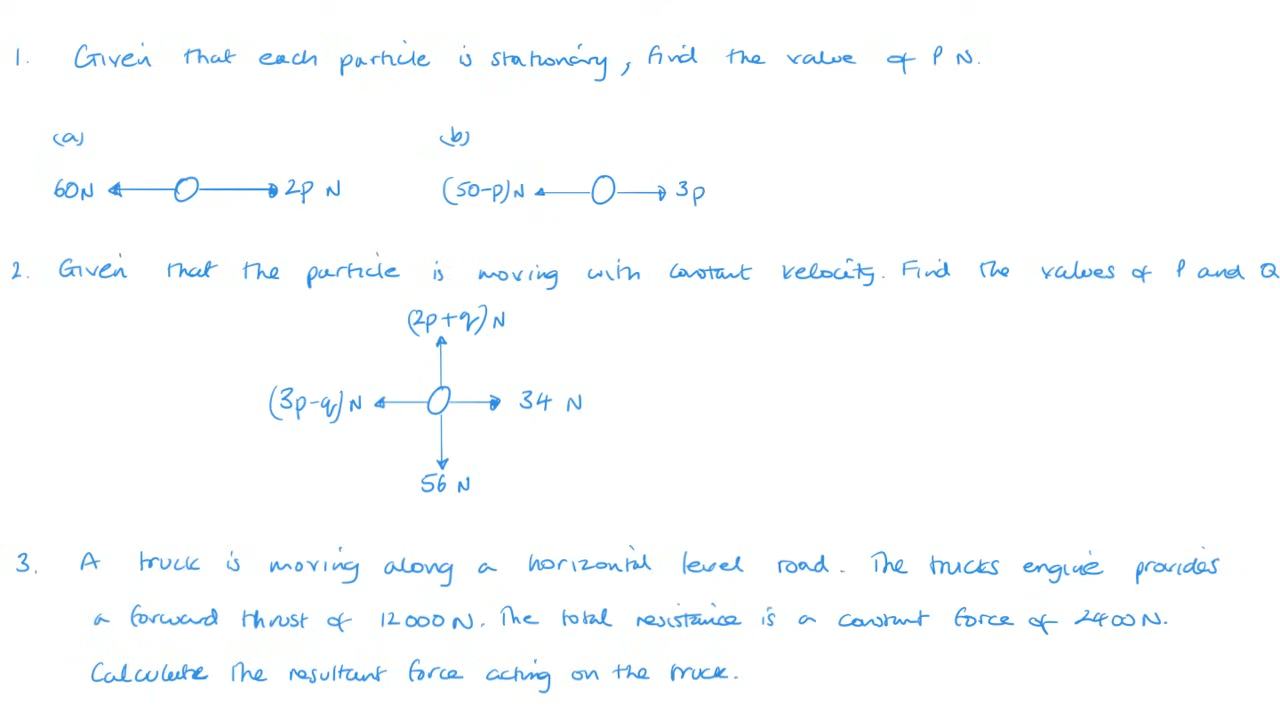 1. Given that each particle is stationary, find the value of P N.
(a) (b)
60N 2p N (50-p)N 3p
2. Given that the particle is moving with constant velocity. Find the values of P and Q
(2p+q)N
(3p-q)N 34 N
56 N
3. A truck is moving along a horizontal level road. The trucks engine provides
a forward thrust of 12000N. The total resistance is a constant force of 2400N.
Calculate the resultant force acting on the truck.